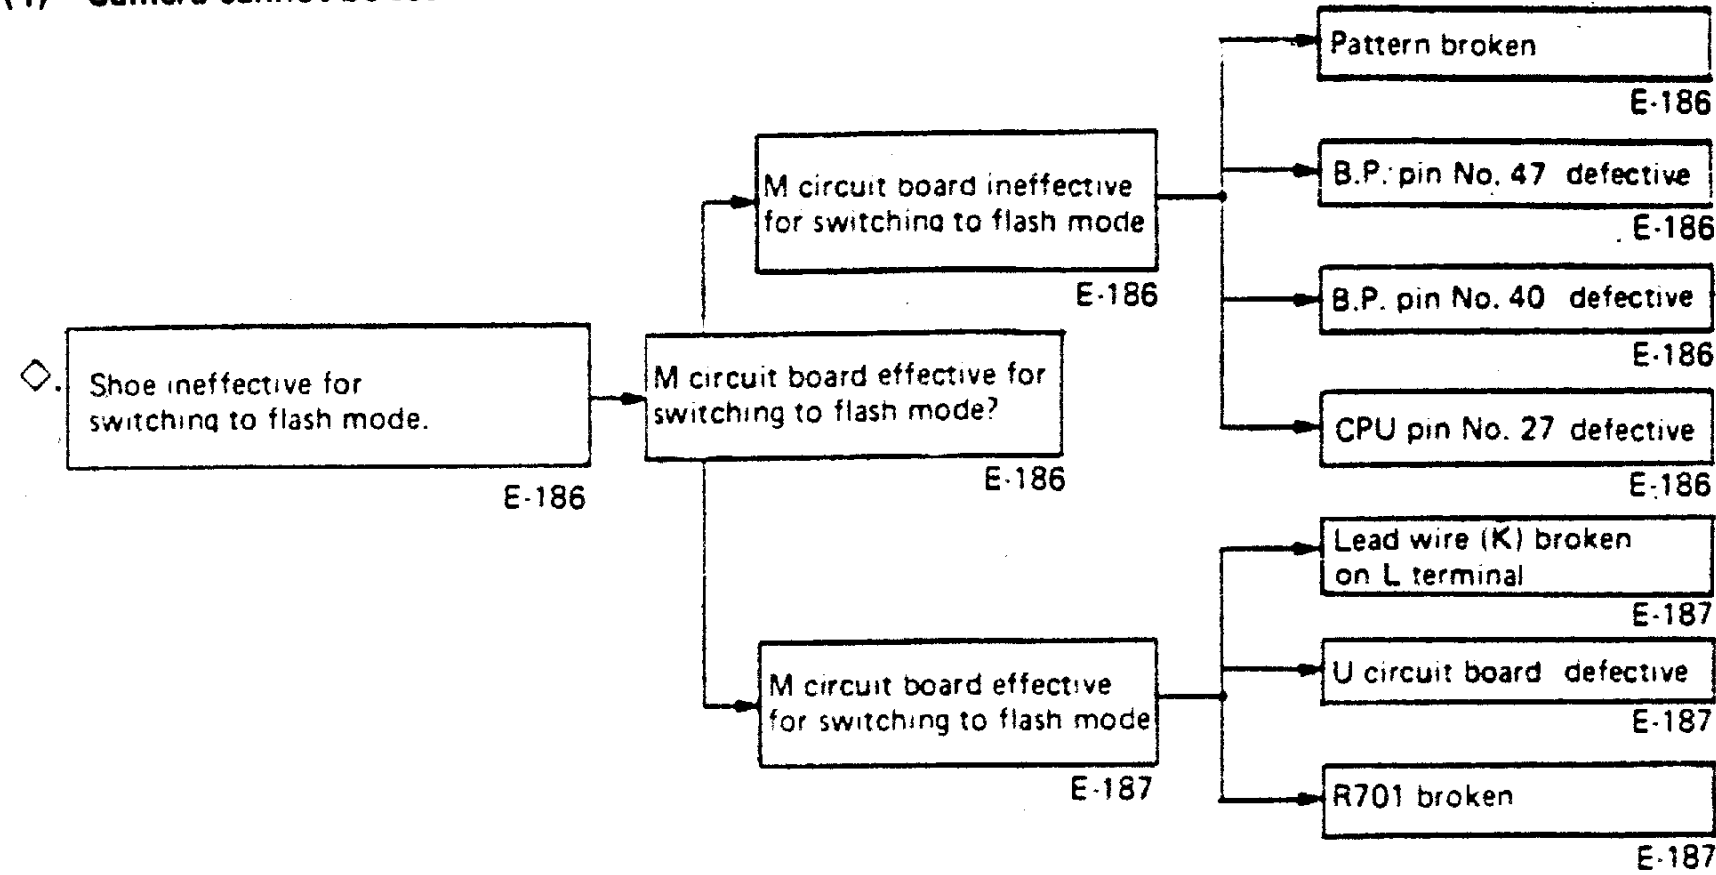 Pattern broken
E-186
M circuit board ineffective
for switching to flash mode
E-186
B.P. pin No. 47 defective
E-186
B.P. pin No. 40 defective
E-186
Shoe ineffective for
switching to flash mode.
E-186
M circuit board effective for
switching to flash mode?
E-186
CPU pin No. 27 defective
E-186
Lead wire (K) broken
on L terminal
E-187
M circuit board effective
for switching to flash mode
E-187
U circuit board defective
E-187
R701 broken
E-187